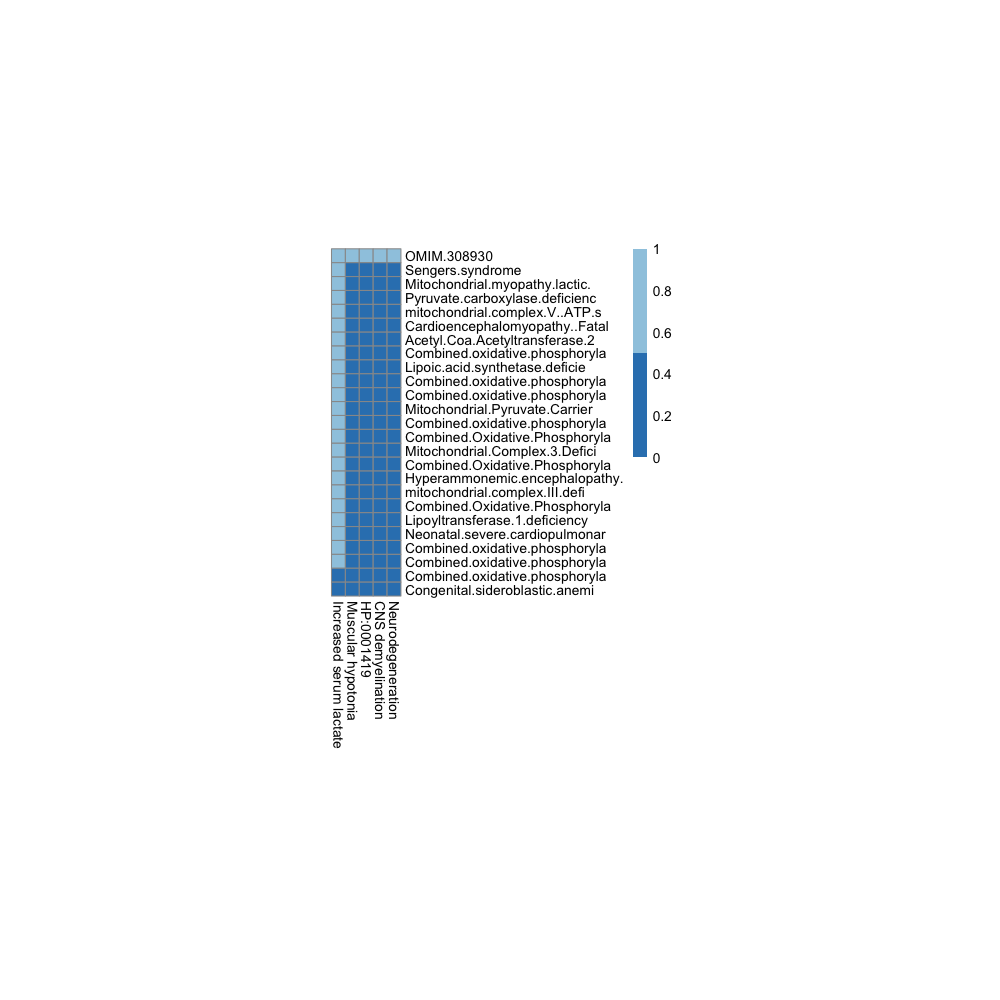 OMIM.308930
Sengers.syndrome
Mitochondrial.myopathy.lactic.
Pyruvate.carboxylase.deficienc
mitochondrial.complex.V..ATP.s
Cardioencephalomyopathy..Fatal
Acetyl.Coa.Acetyltransferase.2
Combined.oxidative.phosphoryla
Lipoic.acid.synthetase.deficie
Combined.oxidative.phosphoryla
Combined.oxidative.phosphoryla
Mitochondrial.Pyruvate.Carrier
Combined.oxidative.phosphoryla
Combined.Oxidative.Phosphoryla
Mitochondrial.Complex.3.Defici
Combined.Oxidative.Phosphoryla
Hyperammonemic.encephalopathy.
mitochondrial.complex.III.defi
Combined.Oxidative.Phosphoryla
Lipoyltransferase.1.deficiency
Neonatal.severe.cardiopulmonar
Combined.oxidative.phosphoryla
Combined.oxidative.phosphoryla
Combined.oxidative.phosphoryla
Congenital.sideroblastic.anemi
Increased serum lactate
Muscular hypotonia
HP:0001419
CNS demyelination
Neurodegeneration
1
0.8
0.6
0.4
0.2
0